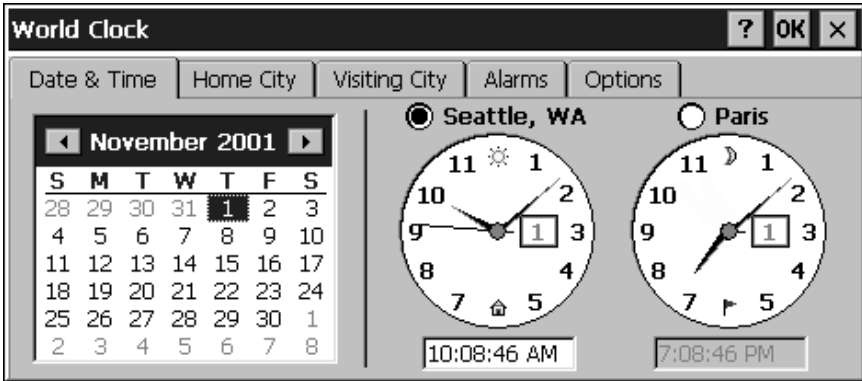 World Clock ? OK ×
Date & Time Home City Visiting City Alarms Options
Seattle, WA Paris
November 2001
S M T W T F S
28 29 30 31 1 2 3
4 5 6 7 8 9 10
11 12 13 14 15 16 17
18 19 20 21 22 23 24
25 26 27 28 29 30 1
2 3 4 5 6 7 8
11 1
10 2
9 1 3
8 4
7 5
10:08:46 AM
11 1
10 2
9 1 3
8 4
7 5
7:08:46 PM